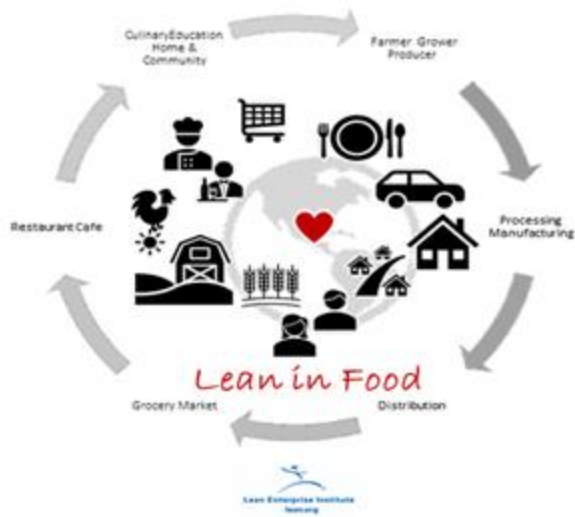 CulinaryEducation
Home &
Community
Farmer Grower
Producer
Restaurant Cafe
Processing
Manufacturing
Lean in Food
Grocery Market
Distribution
Lean Enterprise Institute
lean.org